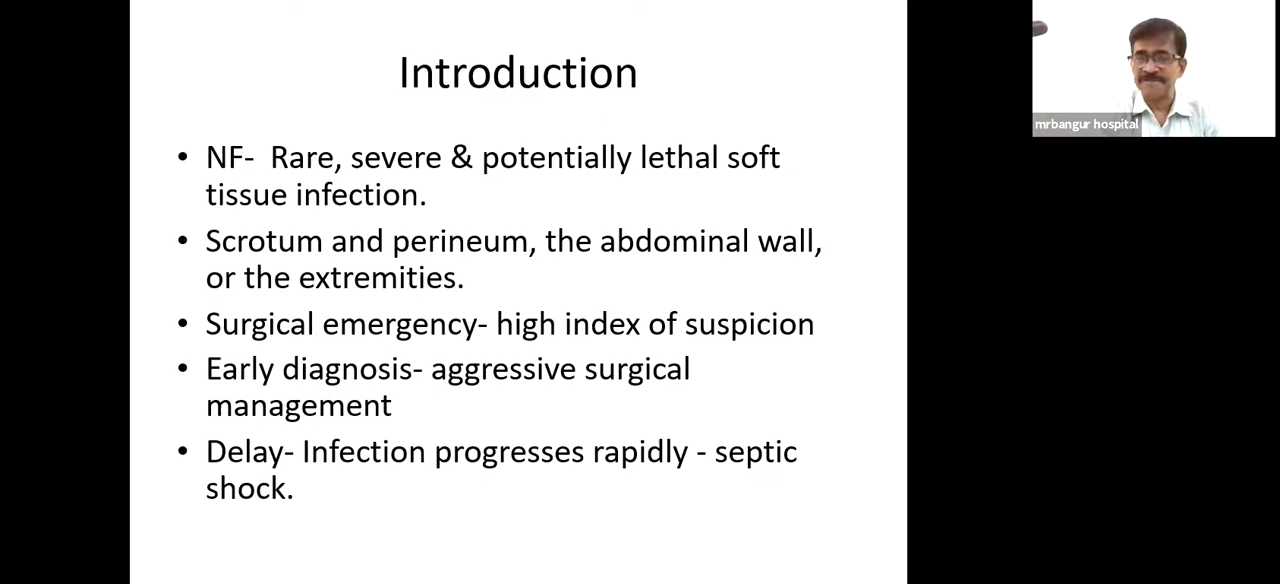 Introduction
• NF-  Rare, severe & potentially lethal soft
tissue infection.
• Scrotum and perineum, the abdominal wall,
or the extremities.
• Surgical emergency- high index of suspicion
• Early diagnosis- aggressive surgical
management
• Delay- Infection progresses rapidly - septic
shock.
mrbangur hospital